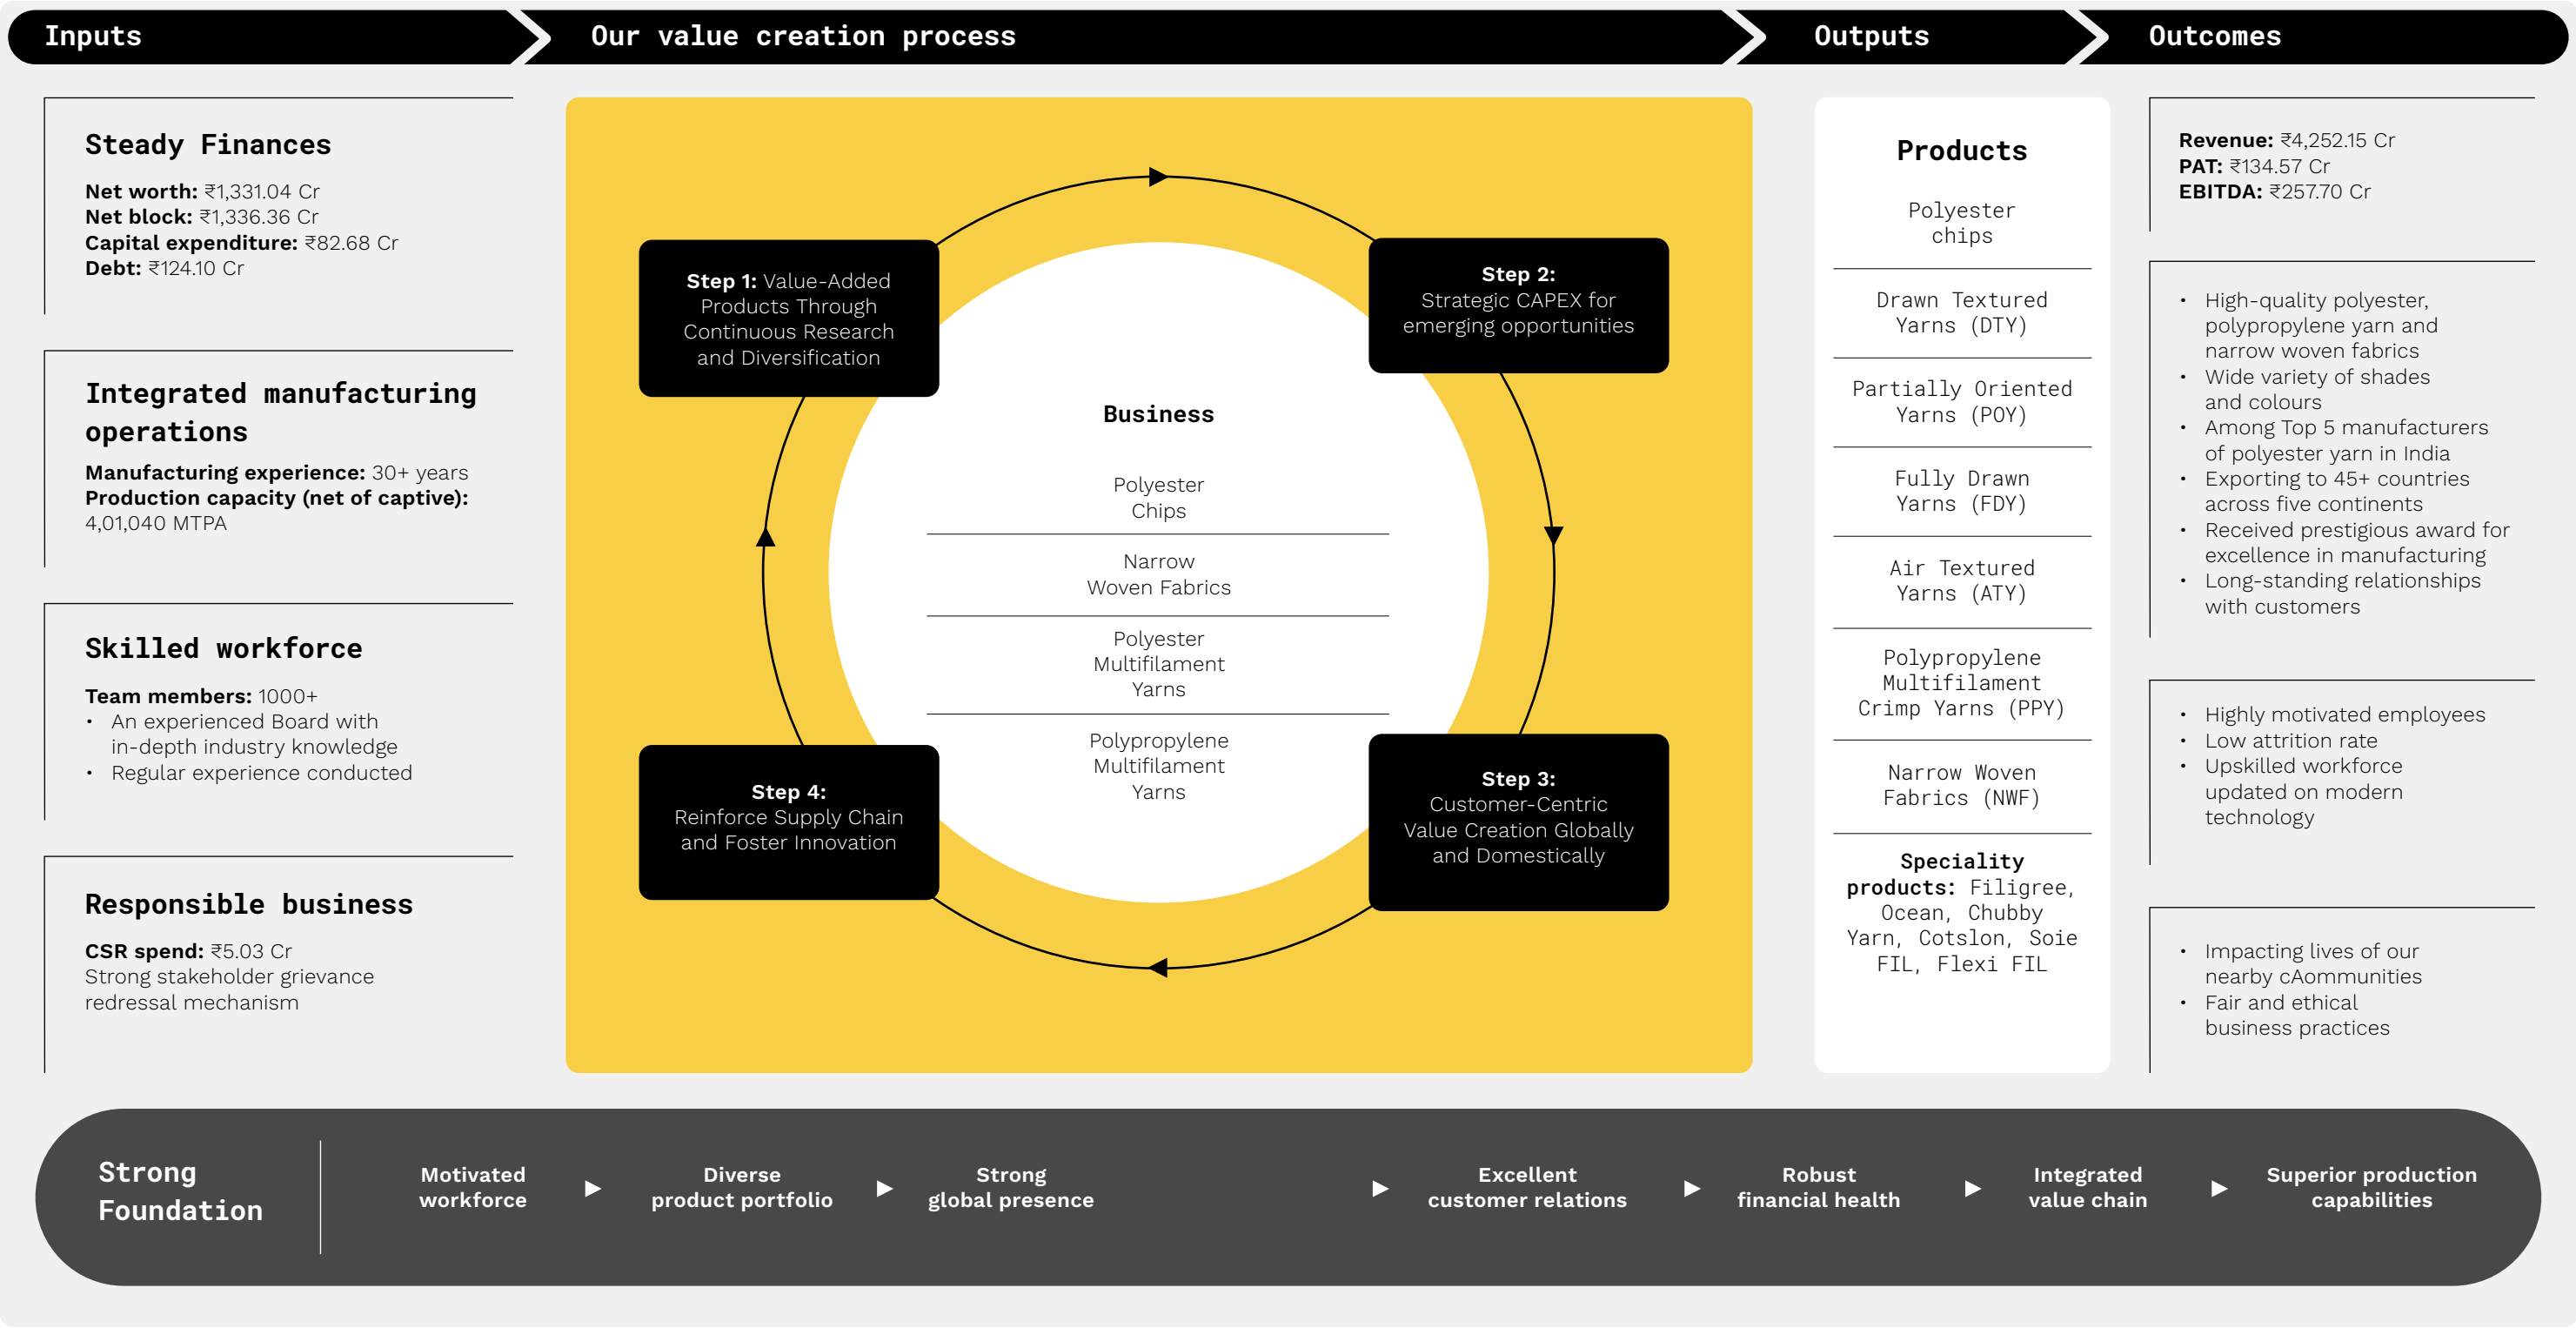 Inputs
Our value creation process
Outputs
Outcomes
Steady Finances
Net worth: ₹1,331.04 Cr
Net block: ₹1,336.36 Cr
Capital expenditure: ₹82.68 Cr
Debt: ₹124.10 Cr
Integrated manufacturing
operations
Manufacturing experience: 30+ years
Production capacity (net of captive):
4,01,040 MTPA
Skilled workforce
Team members: 1000+
• An experienced Board with
in-depth industry knowledge
• Regular experience conducted
Responsible business
CSR spend: ₹5.03 Cr
Strong stakeholder grievance
redressal mechanism
Step 1: Value-Added
Products Through
Continuous Research
and Diversification
Step 2:
Strategic CAPEX for
emerging opportunities
Step 3:
Customer-Centric
Value Creation Globally
and Domestically
Step 4:
Reinforce Supply Chain
and Foster Innovation
Business
Polyester
Chips
Narrow
Woven Fabrics
Polyester
Multifilament
Yarns
Polypropylene
Multifilament
Yarns
Products
Polyester
chips
Drawn Textured
Yarns (DTY)
Partially Oriented
Yarns (POY)
Fully Drawn
Yarns (FDY)
Air Textured
Yarns (ATY)
Polypropylene
Multifilament
Crimp Yarns (PPY)
Narrow Woven
Fabrics (NWF)
Speciality
products: Filigree,
Ocean, Chubby
Yarn, Cotslon, Soie
FIL, Flexi FIL
Revenue: ₹4,252.15 Cr
PAT: ₹134.57 Cr
EBITDA: ₹257.70 Cr
• High-quality polyester,
polypropylene yarn and
narrow woven fabrics
• Wide variety of shades
and colours
• Among Top 5 manufacturers
of polyester yarn in India
• Exporting to 45+ countries
across five continents
• Received prestigious award for
excellence in manufacturing
• Long-standing relationships
with customers
• Highly motivated employees
• Low attrition rate
• Upskilled workforce
updated on modern
technology
• Impacting lives of our
nearby cAommunities
• Fair and ethical
business practices
Strong
Foundation
Motivated
workforce
Diverse
product portfolio
Strong
global presence
Excellent
customer relations
Robust
financial health
Integrated
value chain
Superior production
capabilities